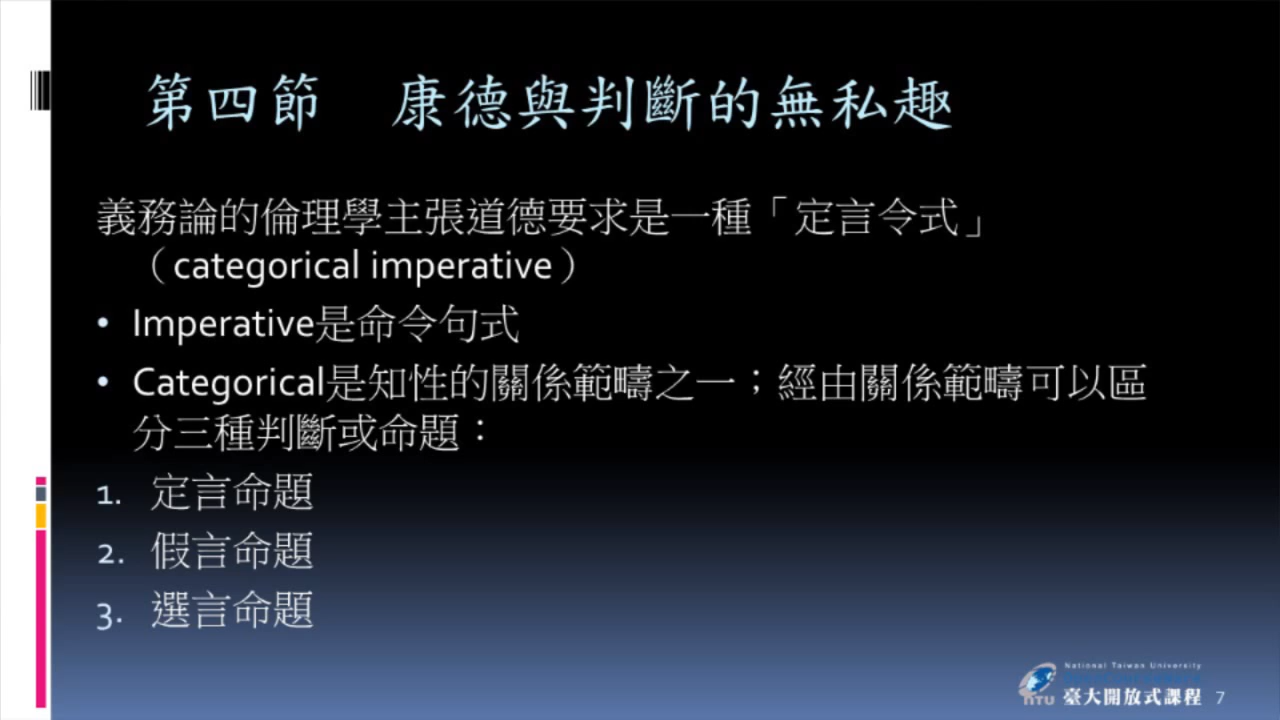 第四節　康德與判斷的無私趣
義務論的倫理學主張道德要求是一種「定言令式」
（categorical imperative）
• Imperative是命令句式
• Categorical是知性的關係範疇之一；經由關係範疇可以區
分三種判斷或命題：
1. 定言命題
2. 假言命題
3. 選言命題
National Taiwan University
NTU 臺大開放式課程 7